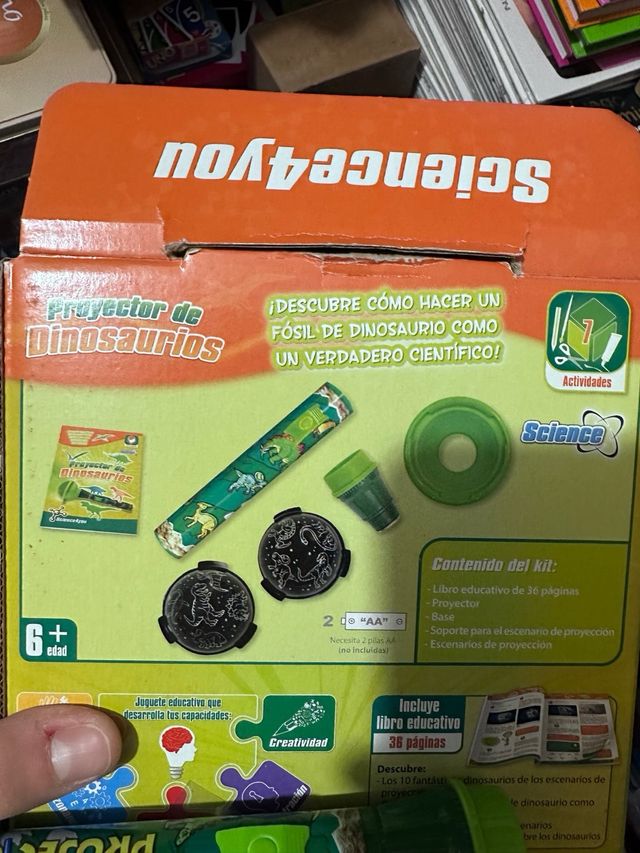 Science4you
Proyector de
Dinosaurios
¡DESCUBRE CÓMO HACER UN
FÓSIL DE DINOSAURIO COMO
UN VERDADERO CIENTÍFICO!
7
Actividades
Science
Proyector de
Dinosaurios
Science4you
Contenido del kit:
- Libro educativo de 36 páginas
- Proyector
- Base
- Soporte para el escenario de proyección
- Escenarios de proyección
2 "AA"
Necesita 2 pilas AA
(no incluidas)
6+
edad
Juguete educativo que
desarrolla tus capacidades:
Creatividad
Incluye
libro educativo
36 páginas
Descubre:
- Los 10 dinosaurios de los escenarios de
de dinosaurio como
bre los dinosaurios
PROYE